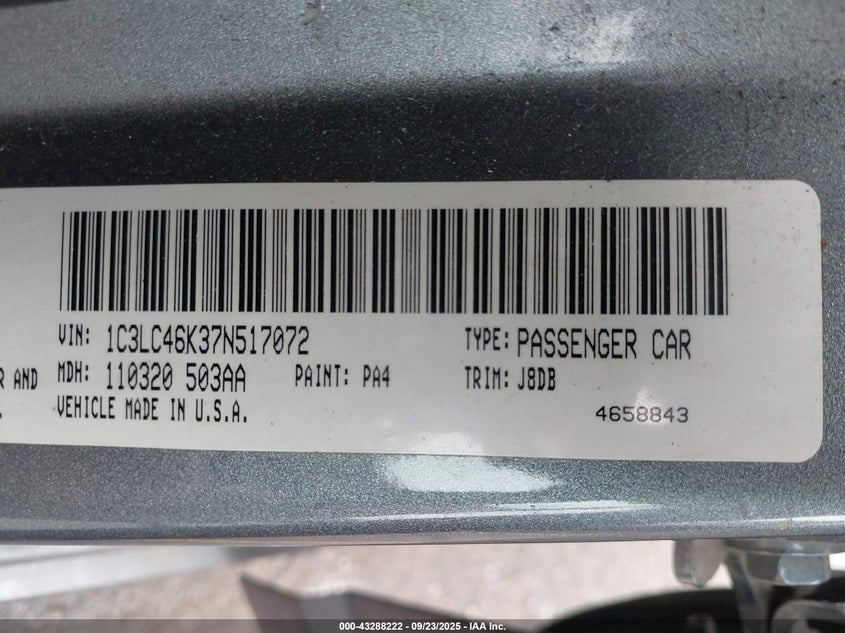 VIN: 1C3LC46K37N517072 TYPE: PASSENGER CAR
R AND MDH: 110320 503AA PAINT: PA4 TRIM: J8DB
. VEHICLE MADE IN U.S.A. 4658843
000-43288222 - 09/23/2025 - IAA Inc.